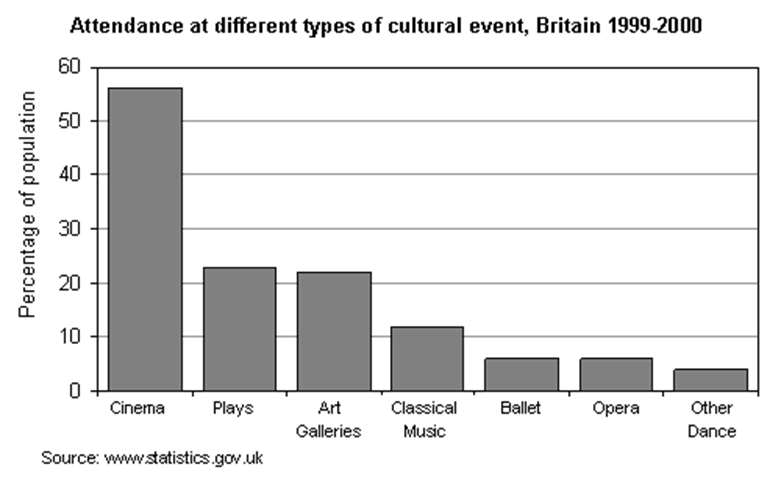 Attendance at different types of cultural event, Britain 1999-2000
Percentage of population
60
50
40
30
20
10
0
Cinema
Plays
Art
Galleries
Classical
Music
Ballet
Opera
Other
Dance
Source: www.statistics.gov.uk